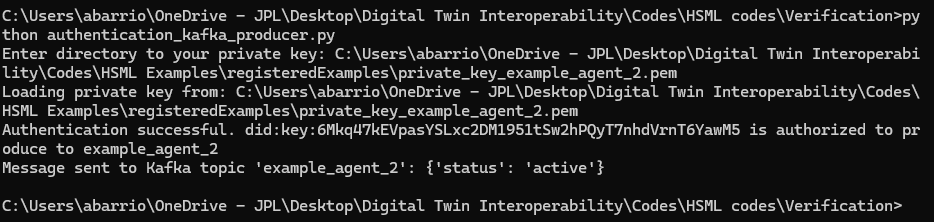 C:\Users\abarrio\OneDrive - JPL\Desktop\Digital Twin Interoperability\Codes\HSML codes\Verification>py
thon authentication_kafka_producer.py
Enter directory to your private key: C:\Users\abarrio\OneDrive - JPL\Desktop\Digital Twin Interoperabi
lity\Codes\HSML Examples\registeredExamples\private_key_example_agent_2.pem
Loading private key from: C:\Users\abarrio\OneDrive - JPL\Desktop\Digital Twin Interoperability\Codes\
HSML Examples\registeredExamples\private_key_example_agent_2.pem
Authentication successful. did:key:6Mkq47kEVpasYSLxc2DM1951tSw2hPQyT7nhdVrnT6YawM5 is authorized to pr
oduce to example_agent_2
Message sent to Kafka topic 'example_agent_2': {'status': 'active'}
C:\Users\abarrio\OneDrive - JPL\Desktop\Digital Twin Interoperability\Codes\HSML codes\Verification>